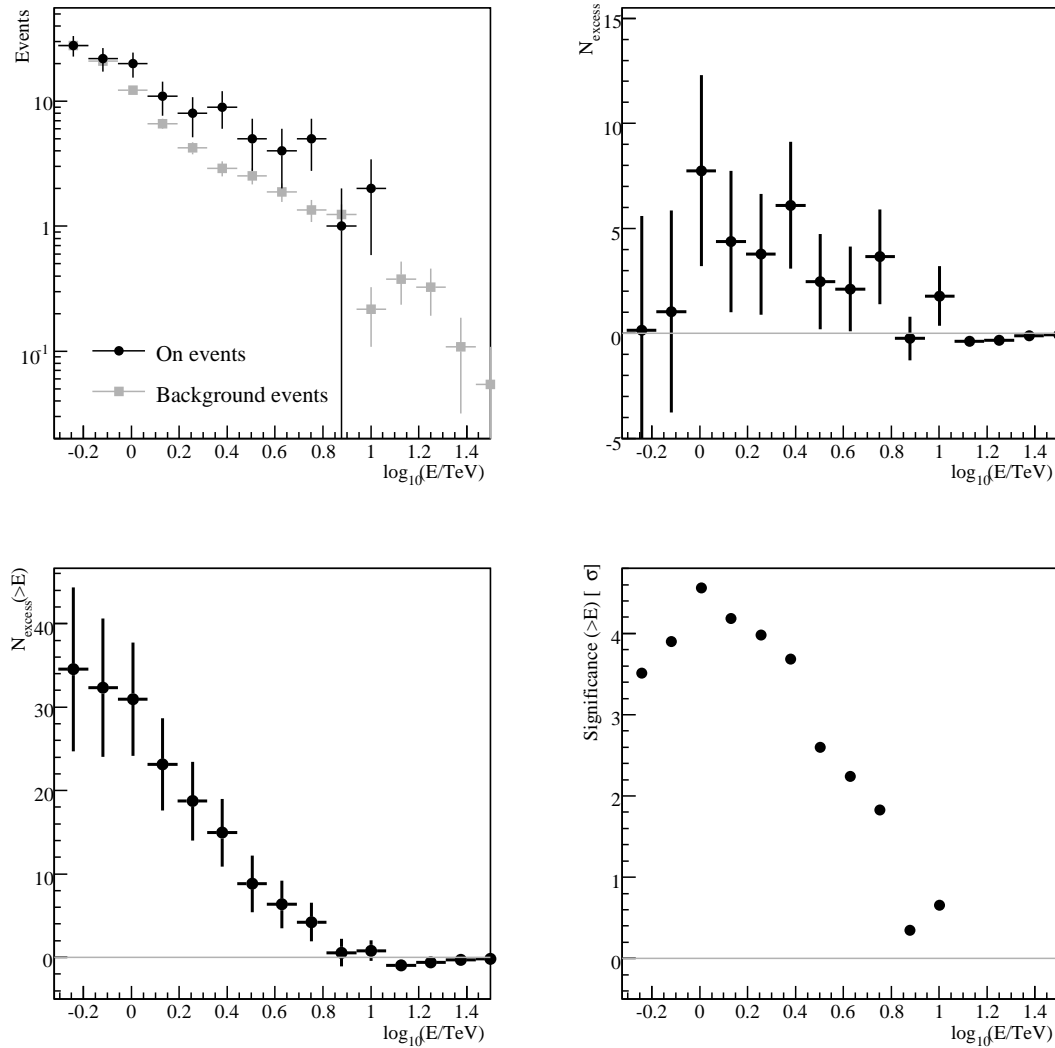 Events
10
1
10⁻¹
On events
Background events
-0.2 0 0.2 0.4 0.6 0.8 1 1.2 1.4
log₁₀(E/TeV)
N_excess
15
10
5
0
-5
-0.2 0 0.2 0.4 0.6 0.8 1 1.2 1.4
log₁₀(E/TeV)
N_excess(>E)
40
30
20
10
0
-0.2 0 0.2 0.4 0.6 0.8 1 1.2 1.4
log₁₀(E/TeV)
Significance (>E) [ σ]
4
3
2
1
0
-0.2 0 0.2 0.4 0.6 0.8 1 1.2 1.4
log₁₀(E/TeV)